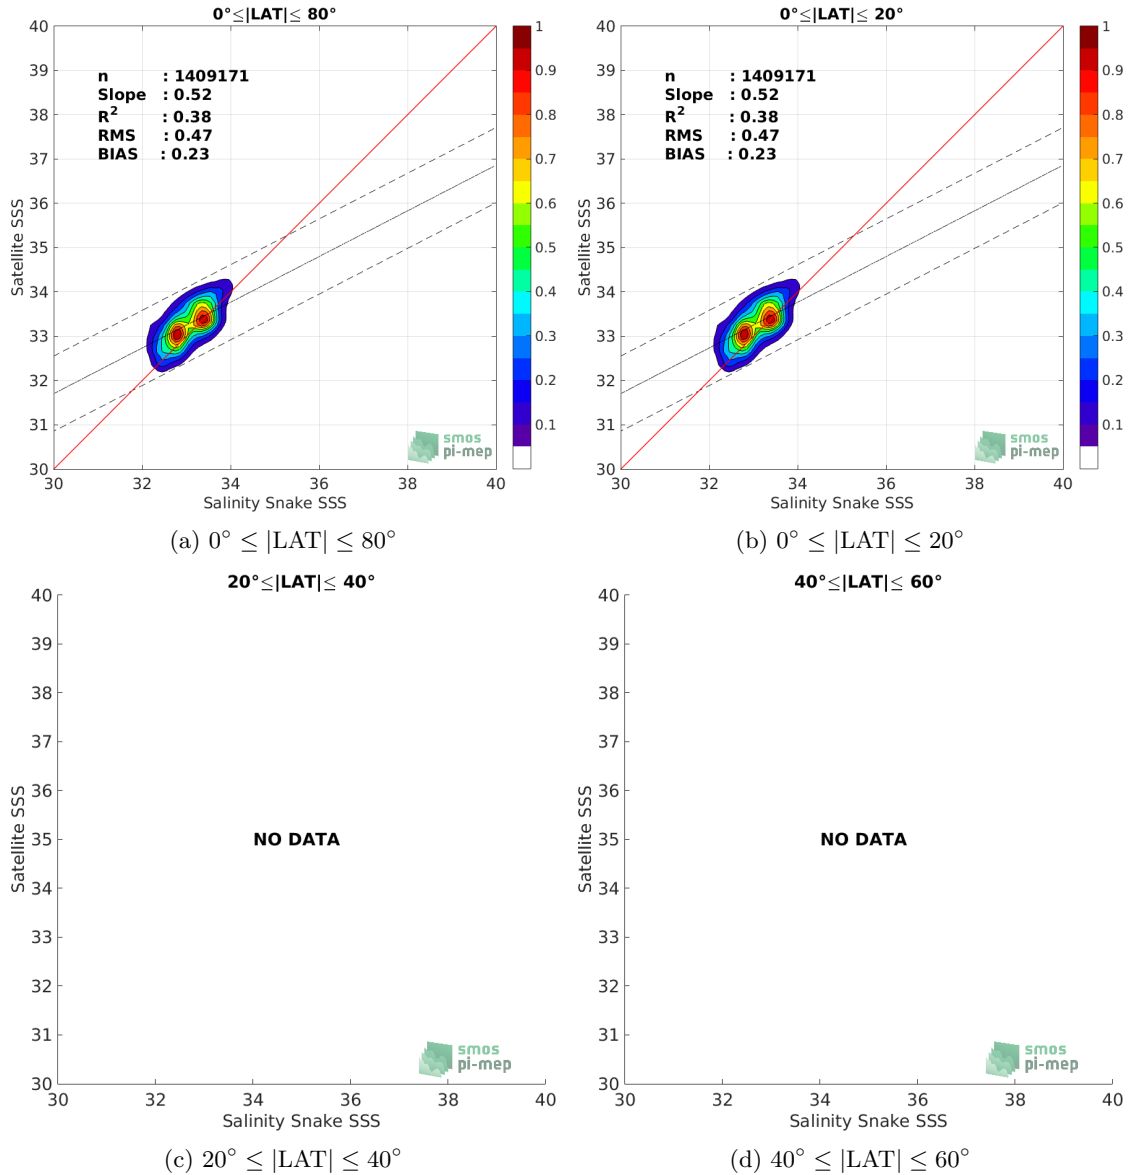 0°≤|LAT|≤ 80°
n : 1409171
Slope : 0.52
R² : 0.38
RMS : 0.47
BIAS : 0.23
40
39
38
37
36
35
34
33
32
31
30
Satellite SSS
30 32 34 36 38 40
Salinity Snake SSS
1
0.9
0.8
0.7
0.6
0.5
0.4
0.3
0.2
0.1
smos
pi-mep
(a) 0° ≤ |LAT| ≤ 80°
0°≤|LAT|≤ 20°
n : 1409171
Slope : 0.52
R² : 0.38
RMS : 0.47
BIAS : 0.23
40
39
38
37
36
35
34
33
32
31
30
Satellite SSS
30 32 34 36 38 40
Salinity Snake SSS
1
0.9
0.8
0.7
0.6
0.5
0.4
0.3
0.2
0.1
smos
pi-mep
(b) 0° ≤ |LAT| ≤ 20°
20°≤|LAT|≤ 40°
40
39
38
37
36
35
34
33
32
31
30
Satellite SSS
NO DATA
30 32 34 36 38 40
Salinity Snake SSS
smos
pi-mep
(c) 20° ≤ |LAT| ≤ 40°
40°≤|LAT|≤ 60°
40
39
38
37
36
35
34
33
32
31
30
Satellite SSS
NO DATA
30 32 34 36 38 40
Salinity Snake SSS
smos
pi-mep
(d) 40° ≤ |LAT| ≤ 60°